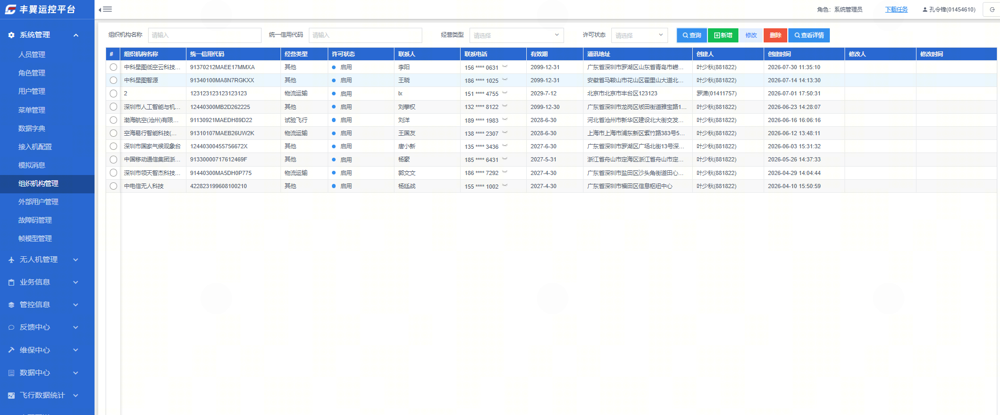 丰翼运控平台
角色：系统管理员 下载任务 孔令锋(01454610)
系统管理
人员管理
角色管理
用户管理
菜单管理
数据字典
接入机配置
模拟消息
组织机构管理
外部用户管理
故障码管理
帧模型管理
无人机管理
业务信息
管控信息
反馈中心
维保中心
数据中心
飞行数据统计
组织机构名称 请输入 统一信用代码 请输入 经营类型 请选择 许可状态 请选择 查询 新增 修改 删除 查看详情
# 组织机构名称 统一信用代码 经营类型 许可状态 联系人 联系电话 有效期 通讯地址 创建人 创建时间 修改人 修改时间
中科星图低空云科技... 91370212MAEE17MMXA 其他 启用 李阳 156 **** 0631 2099-12-31 广东省深圳市罗湖区山东省青岛市崂... 叶少秋(881822) 2026-07-30 11:35:10
中科星图智源 91340100MA8N7RGKXX 其他 启用 王晓 186 **** 1025 2099-12-31 安徽省马鞍山市花山区霍里山大道北... 叶少秋(881822) 2026-07-14 14:13:30
2 123123123123123123 物流运输 启用 lx 151 **** 4755 2029-7-12 北京市北京市丰台区123123 罗潇(01411757) 2026-07-01 17:50:31
深圳市人工智能与机... 12440300MB2D262225 其他 启用 刘擎权 132 **** 8122 2099-12-30 广东省深圳市龙岗区坂田街道雅宝路1... 叶少秋(881822) 2026-06-23 14:28:07
渤海航空(沧州)有限... 91130921MAEDH89D22 试验飞行 启用 刘洋 189 **** 1983 2028-6-30 河北省沧州市新华区建设北大街交发... 叶少秋(881822) 2026-06-16 16:06:16
空海易行智能科技(... 91310107MAEB26UW2K 物流运输 启用 王国友 138 **** 2307 2028-6-30 上海市上海市浦东新区紫竹路383号5... 叶少秋(881822) 2026-06-12 13:48:11
深圳市国家气候观象台 12440300455756672X 其他 启用 唐小新 135 **** 3436 2027-6-30 广东省深圳市罗湖区广场北街13号深... 叶少秋(881822) 2026-06-03 15:31:32
中国移动通信集团浙... 91330000717612469F 其他 启用 杨蒙 185 **** 6431 2027-5-31 浙江省舟山市定海区浙江省舟山市定... 叶少秋(881822) 2026-05-26 14:37:33
深圳市领天智杰科技... 91440300MA5DH0P775 物流运输 启用 郭文文 186 **** 7292 2027-4-30 广东省深圳市盐田区沙头角街道田心... 叶少秋(881822) 2026-04-29 14:04:44
中电信无人科技 422823199608100210 其他 启用 杨廷战 155 **** 1002 2027-4-30 广东省深圳市福田区信息枢纽中心 叶少秋(881822) 2026-04-10 15:50:59